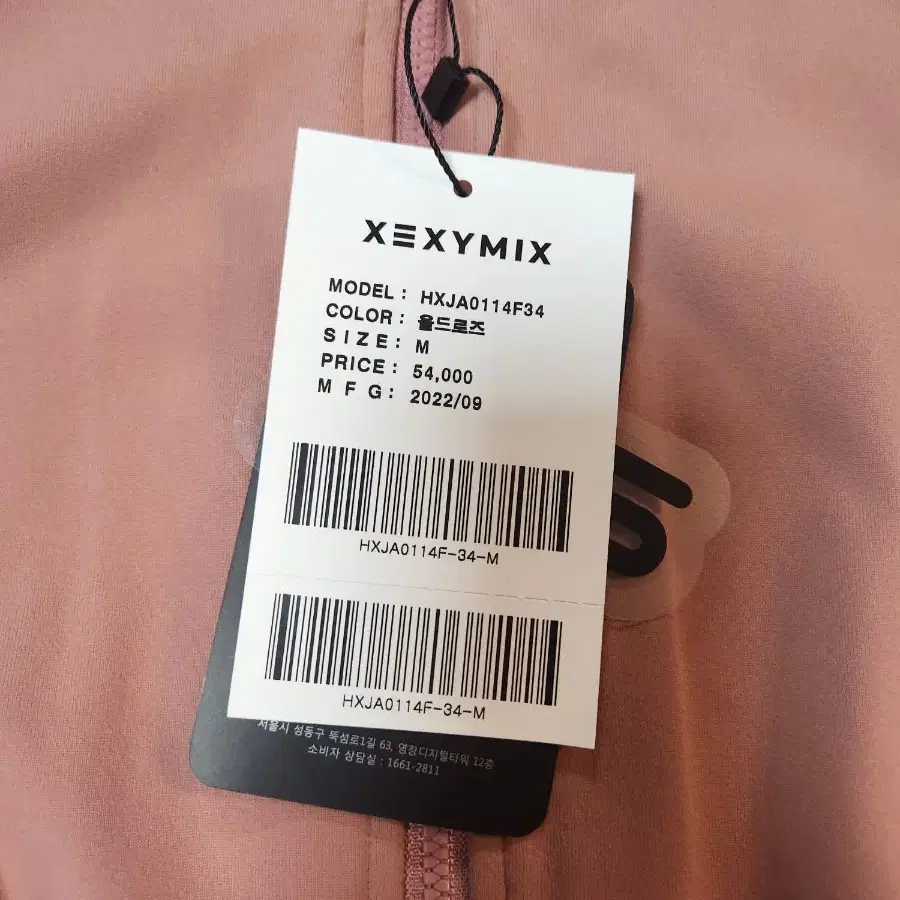 XEXYMIX
MODEL : HXJA0114F34
COLOR : 올드로즈
SIZE : M
PRICE : 54,000
MFG : 2022/09
HXJA0114F-34-M
HXJA0114F-34-M
서울시 성동구 뚝섬로1길 63, 영창디지털타워 12층
소비자 상담실 : 1661-2811